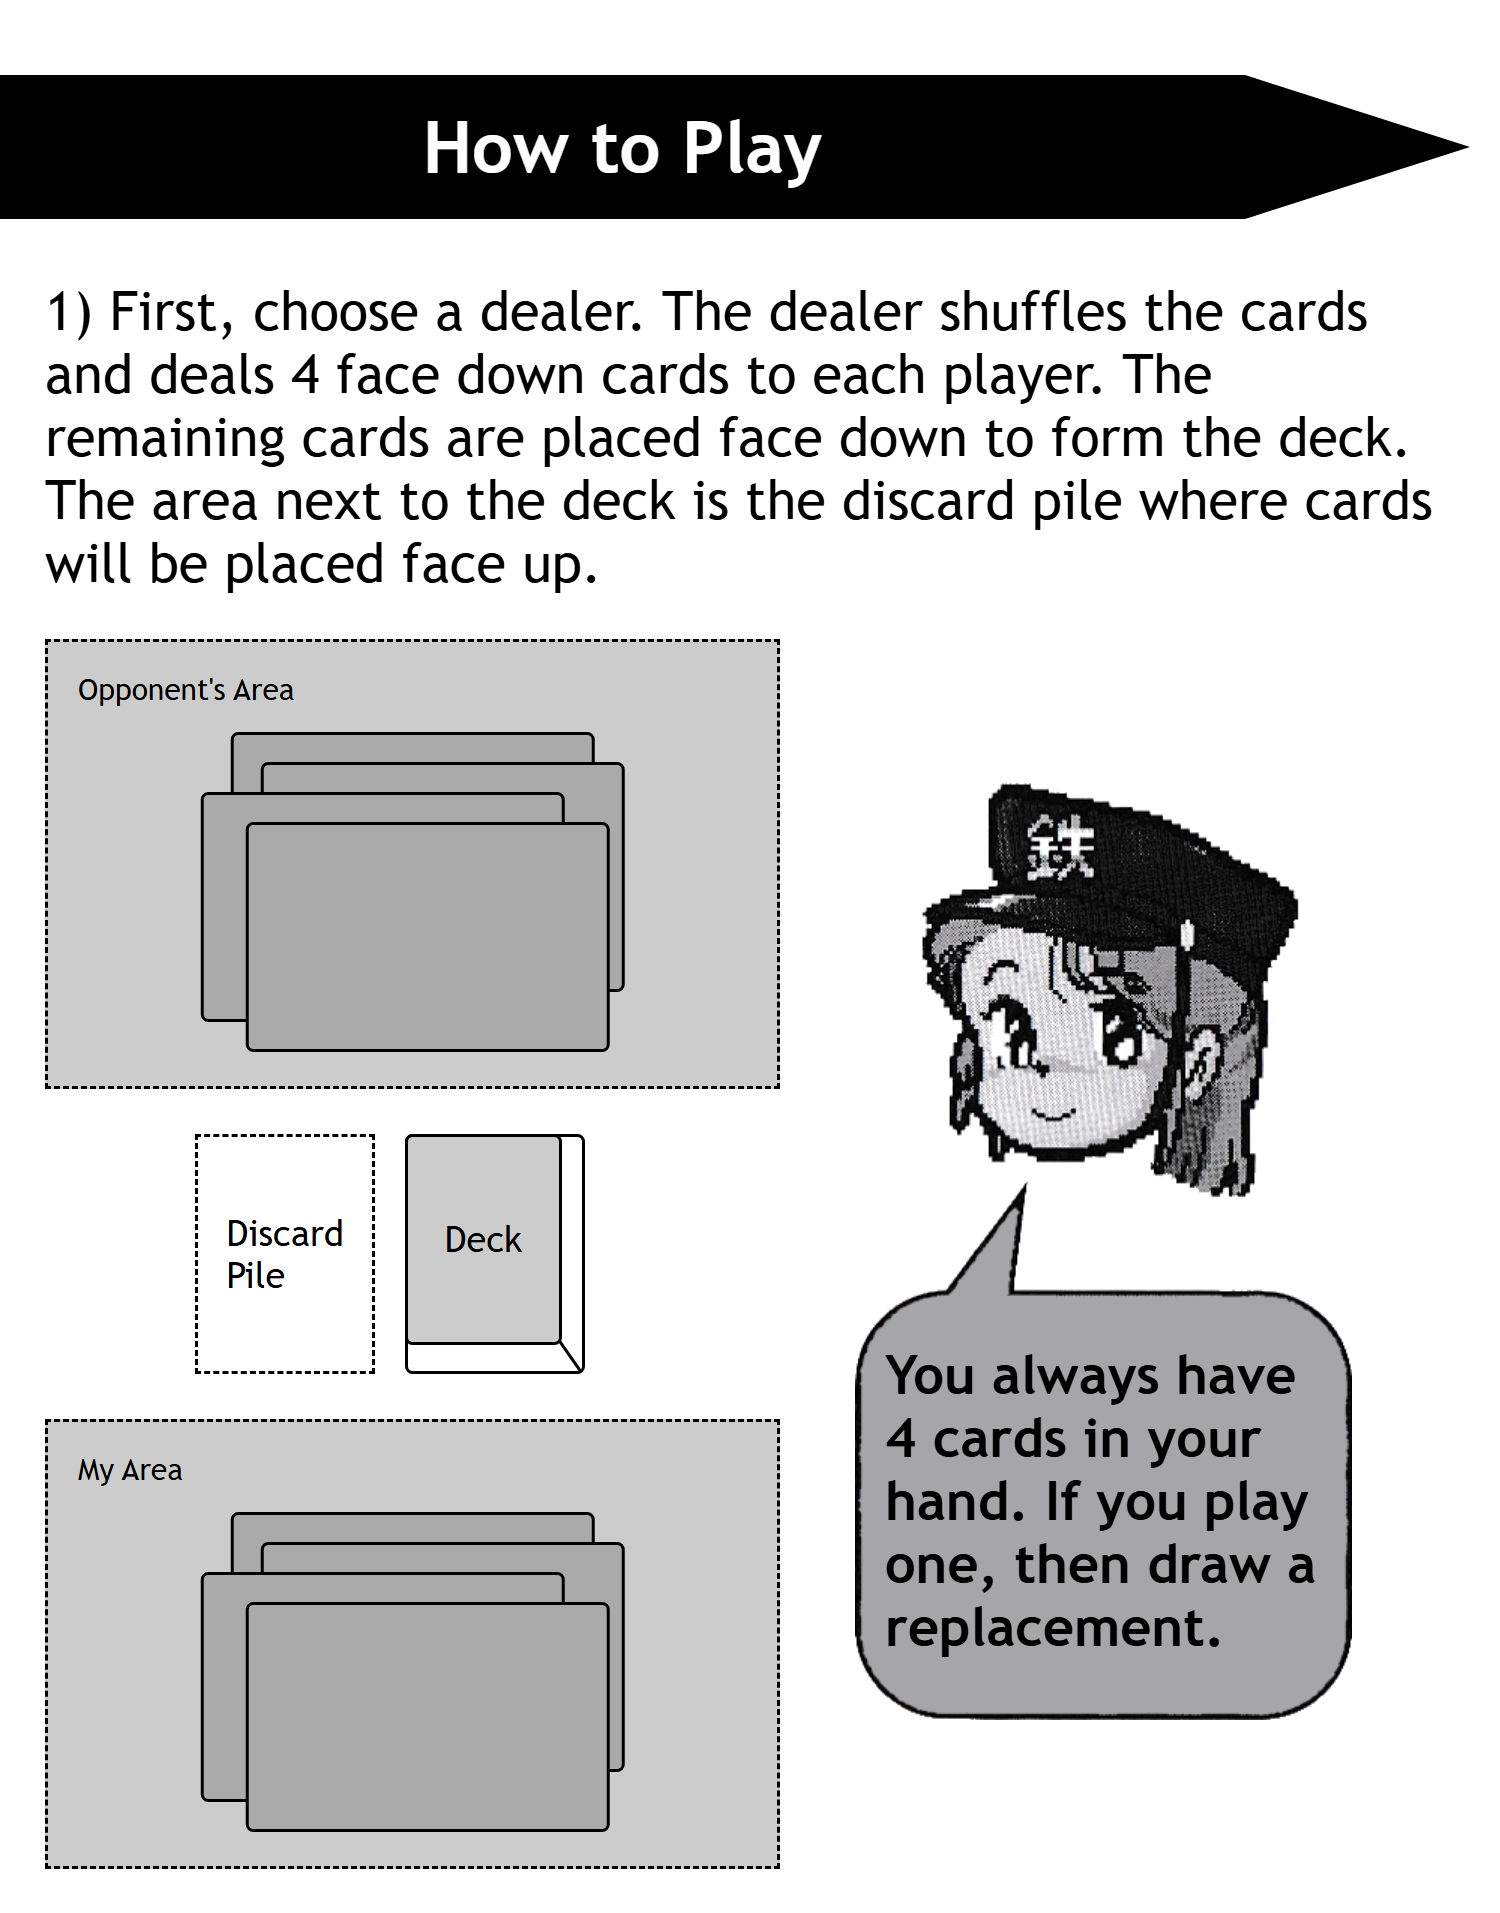 How to Play
1) First, choose a dealer. The dealer shuffles the cards
and deals 4 face down cards to each player. The
remaining cards are placed face down to form the deck.
The area next to the deck is the discard pile where cards
will be placed face up.
Opponent's Area
鉄
Discard
Pile
Deck
You always have
4 cards in your
hand. If you play
one, then draw a
replacement.
My Area